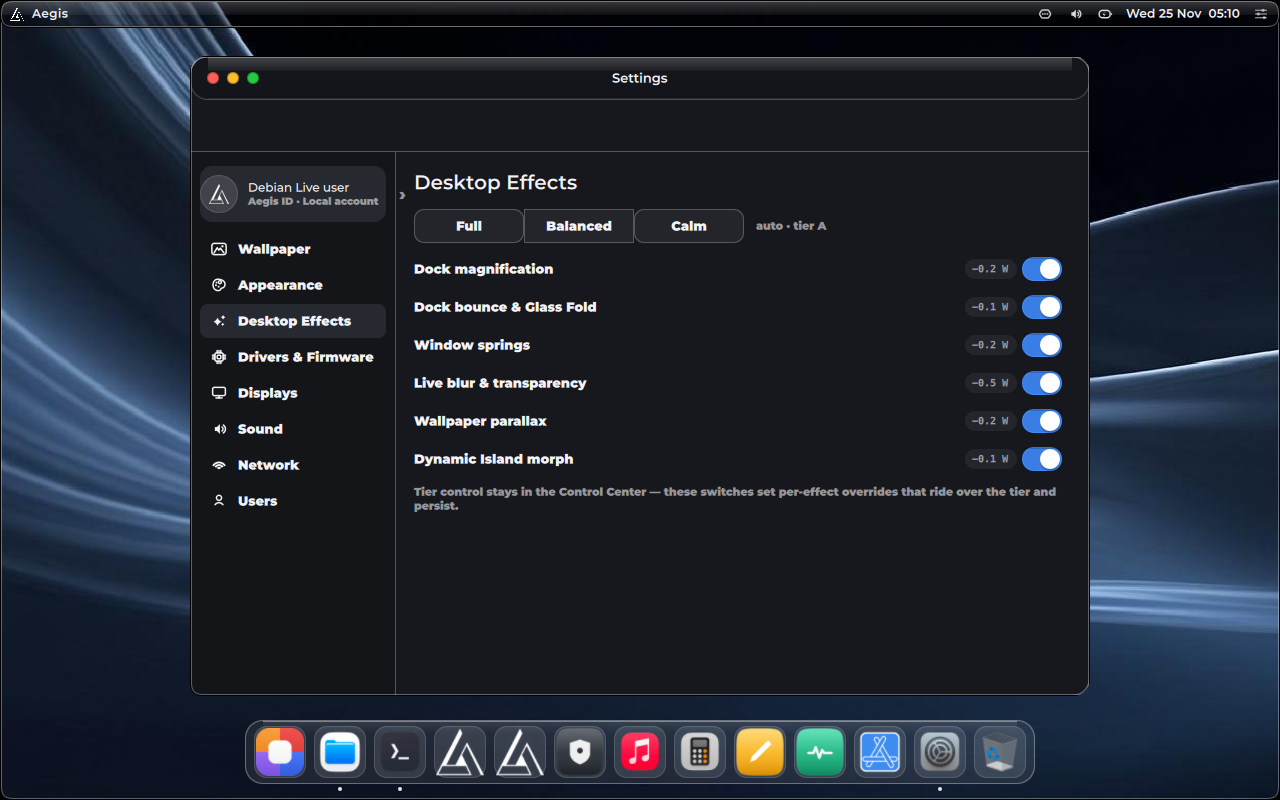 Aegis
Wed 25 Nov 05:10
Settings
Debian Live user
Aegis ID • Local account
Wallpaper
Appearance
Desktop Effects
Drivers & Firmware
Displays
Sound
Network
Users
›
Desktop Effects
Full
Balanced
Calm
auto • tier A
Dock magnification
−0.2 W
Dock bounce & Glass Fold
−0.1 W
Window springs
−0.2 W
Live blur & transparency
−0.5 W
Wallpaper parallax
−0.2 W
Dynamic Island morph
−0.1 W
Tier control stays in the Control Center — these switches set per-effect overrides that ride over the tier and
persist.